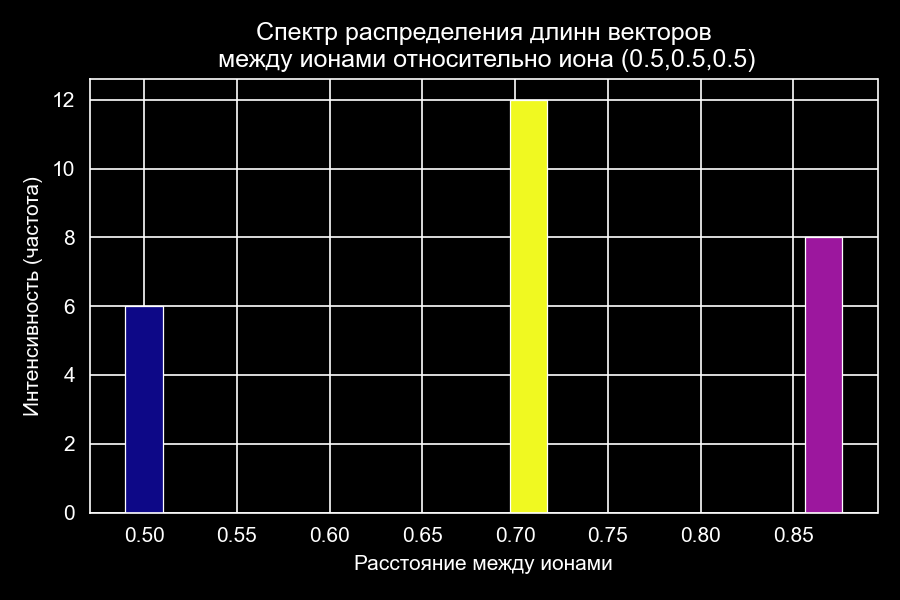 Спектр распределения длинн векторов
между ионами относительно иона (0.5,0.5,0.5)
Интенсивность (частота)
12
10
8
6
4
2
0
0.50 0.55 0.60 0.65 0.70 0.75 0.80 0.85
Расстояние между ионами